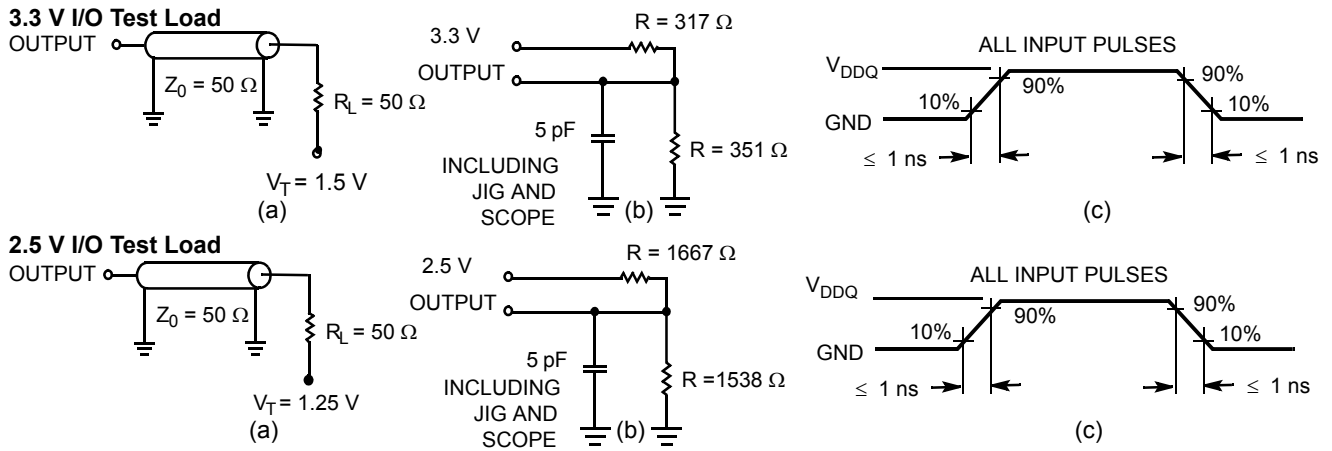 3.3 V I/O Test Load
OUTPUT
Z0 = 50 Ω
RL = 50 Ω
VT = 1.5 V
(a)
R = 317 Ω
3.3 V
OUTPUT
5 pF
R = 351 Ω
INCLUDING
JIG AND
SCOPE
(b)
ALL INPUT PULSES
VDDQ
90%
90%
10%
10%
GND
≤ 1 ns
≤ 1 ns
(c)
2.5 V I/O Test Load
OUTPUT
Z0 = 50 Ω
RL = 50 Ω
VT = 1.25 V
(a)
R = 1667 Ω
2.5 V
OUTPUT
5 pF
R =1538 Ω
INCLUDING
JIG AND
SCOPE
(b)
ALL INPUT PULSES
VDDQ
90%
90%
10%
10%
GND
≤ 1 ns
≤ 1 ns
(c)